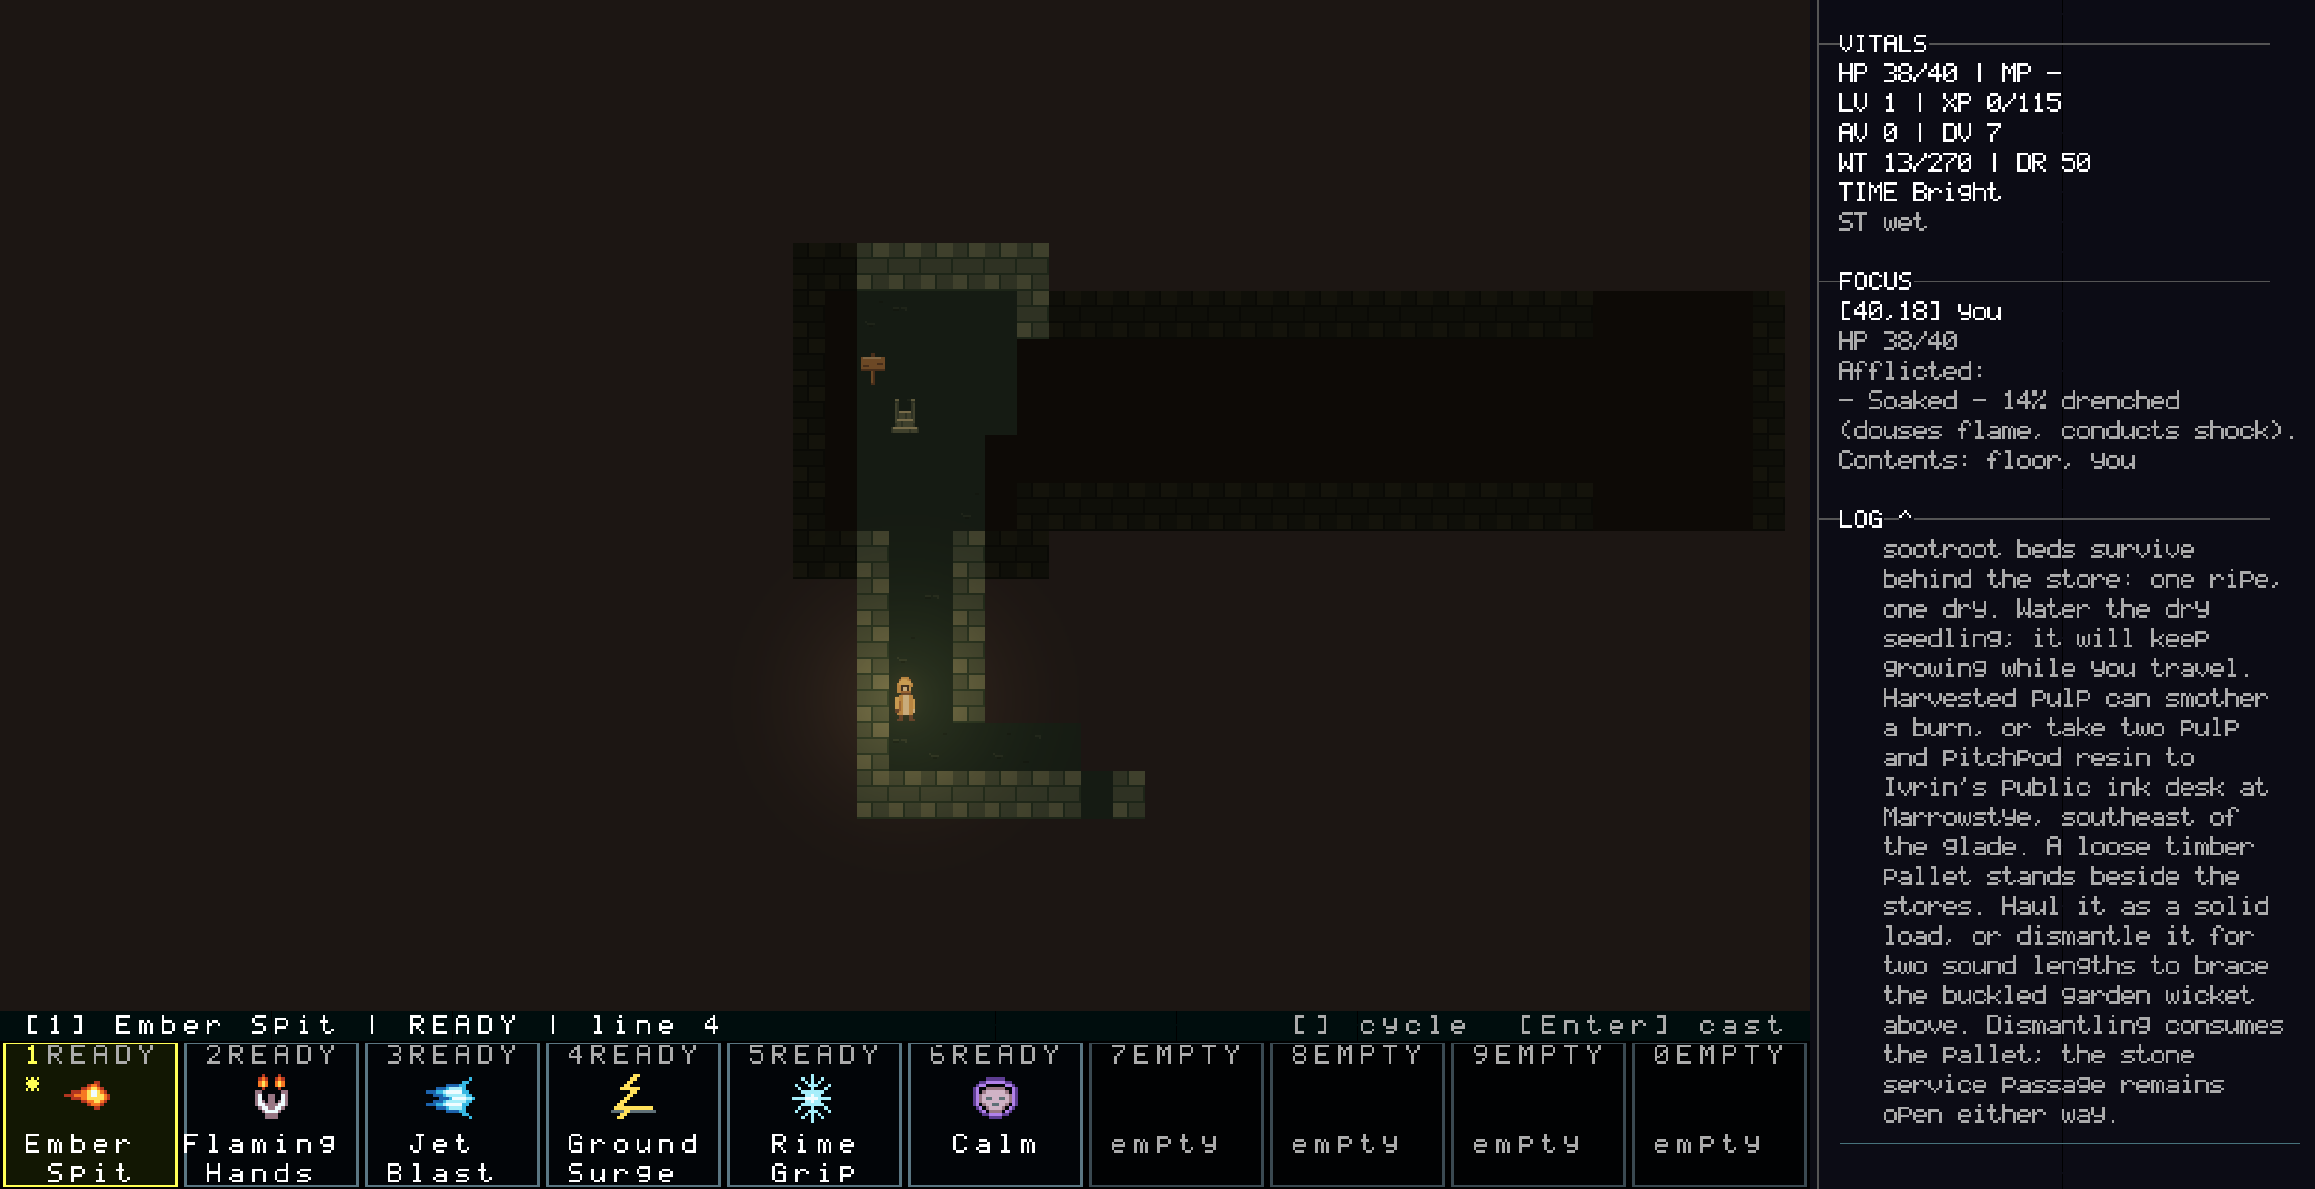 VITALS
HP 38/40 | MP -
LV 1 | XP 0/115
AV 0 | DV 7
WT 13/270 | DR 50
TIME Bright
ST wet
FOCUS
[40,18] you
HP 38/40
Afflicted:
- Soaked - 14% drenched
(douses flame, conducts shock).
Contents: floor, you
LOG ^
sootroot beds survive
behind the store: one ripe,
one dry. Water the dry
seedling; it will keep
growing while you travel.
Harvested pulp can smother
a burn, or take two pulp
and pitchpod resin to
Ivrin's public ink desk at
Marrowstye, southeast of
the glade. A loose timber
pallet stands beside the
stores. Haul it as a solid
load, or dismantle it for
two sound lengths to brace
the buckled garden wicket
above. Dismantling consumes
the pallet; the stone
service passage remains
open either way.
[1] Ember Spit | READY | line 4
[] cycle [Enter] cast
1READY 2READY 3READY 4READY 5READY 6READY 7EMPTY 8EMPTY 9EMPTY 0EMPTY
*
Ember Flaming Jet Ground Rime Calm empty empty empty empty
Spit Hands Blast Surge Grip